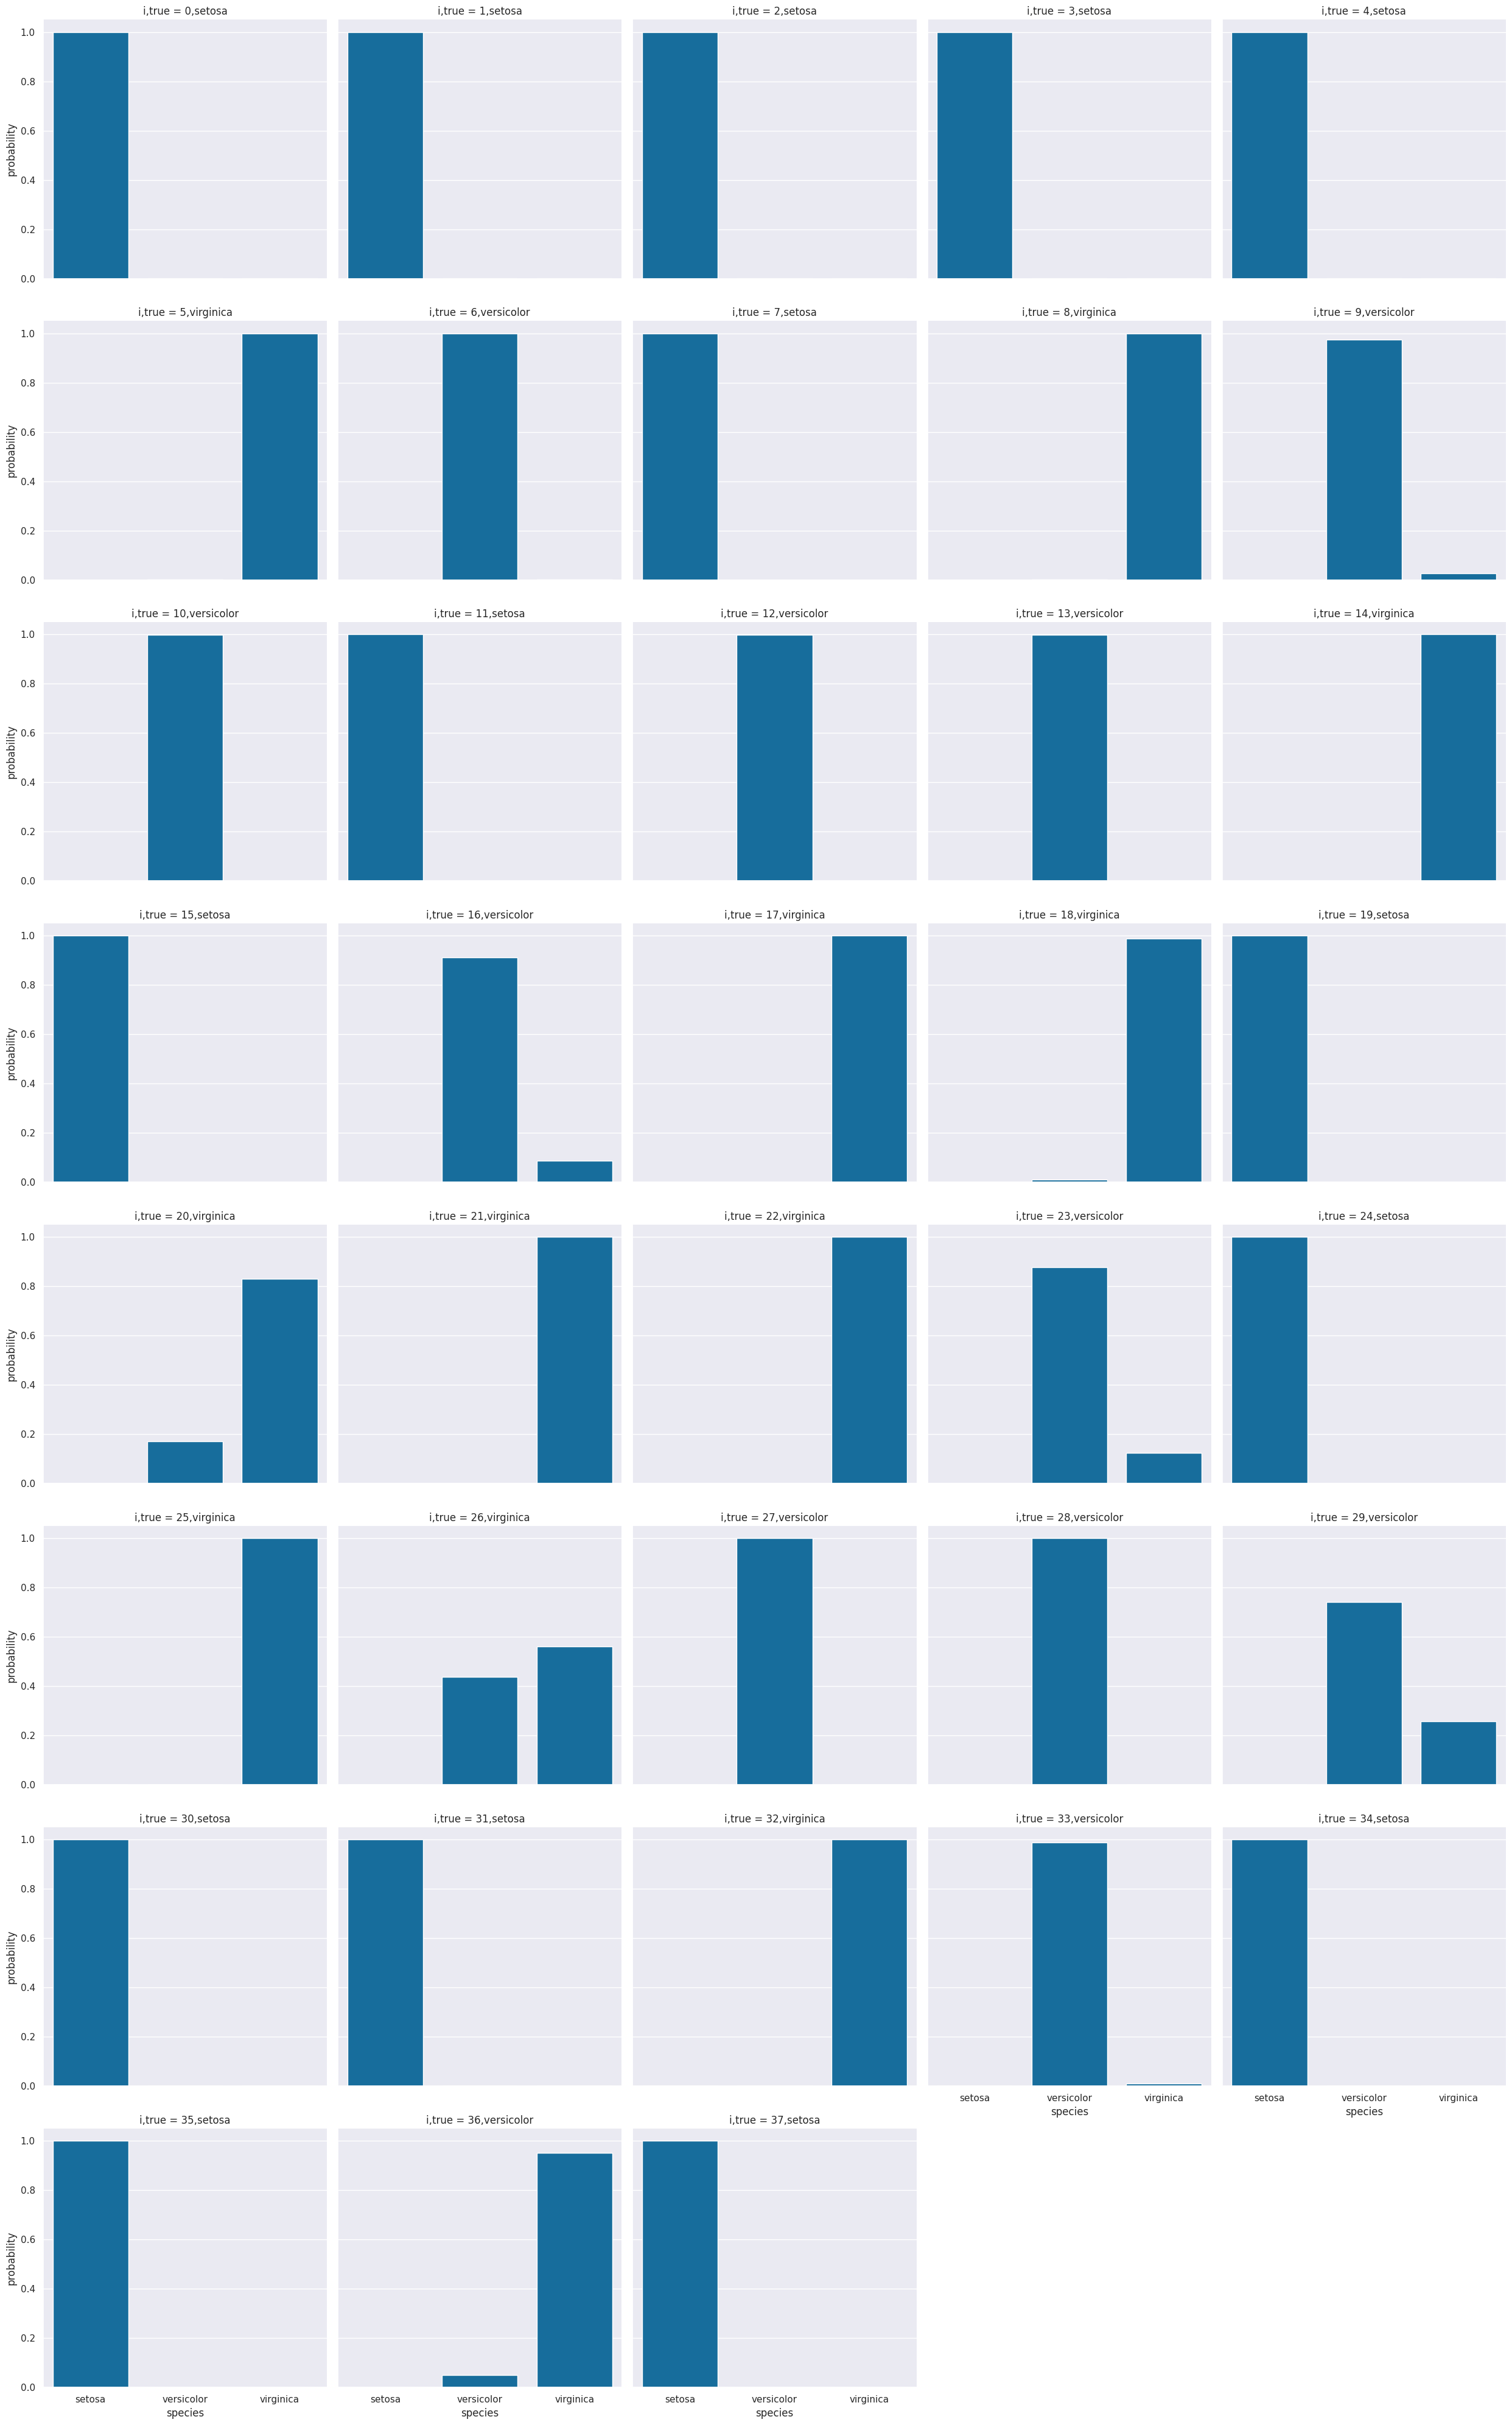 i,true = 0,setosa
i,true = 1,setosa
i,true = 2,setosa
i,true = 3,setosa
i,true = 4,setosa
1.0
0.8
0.6
0.4
0.2
0.0
probability
i,true = 5,virginica
i,true = 6,versicolor
i,true = 7,setosa
i,true = 8,virginica
i,true = 9,versicolor
1.0
0.8
0.6
0.4
0.2
0.0
probability
i,true = 10,versicolor
i,true = 11,setosa
i,true = 12,versicolor
i,true = 13,versicolor
i,true = 14,virginica
1.0
0.8
0.6
0.4
0.2
0.0
probability
i,true = 15,setosa
i,true = 16,versicolor
i,true = 17,virginica
i,true = 18,virginica
i,true = 19,setosa
1.0
0.8
0.6
0.4
0.2
0.0
probability
i,true = 20,virginica
i,true = 21,virginica
i,true = 22,virginica
i,true = 23,versicolor
i,true = 24,setosa
1.0
0.8
0.6
0.4
0.2
0.0
probability
i,true = 25,virginica
i,true = 26,virginica
i,true = 27,versicolor
i,true = 28,versicolor
i,true = 29,versicolor
1.0
0.8
0.6
0.4
0.2
0.0
probability
i,true = 30,setosa
i,true = 31,setosa
i,true = 32,virginica
i,true = 33,versicolor
i,true = 34,setosa
1.0
0.8
0.6
0.4
0.2
0.0
probability
setosa versicolor virginica
species
setosa versicolor virginica
species
i,true = 35,setosa
i,true = 36,versicolor
i,true = 37,setosa
1.0
0.8
0.6
0.4
0.2
0.0
probability
setosa versicolor virginica
species
setosa versicolor virginica
species
setosa versicolor virginica
species